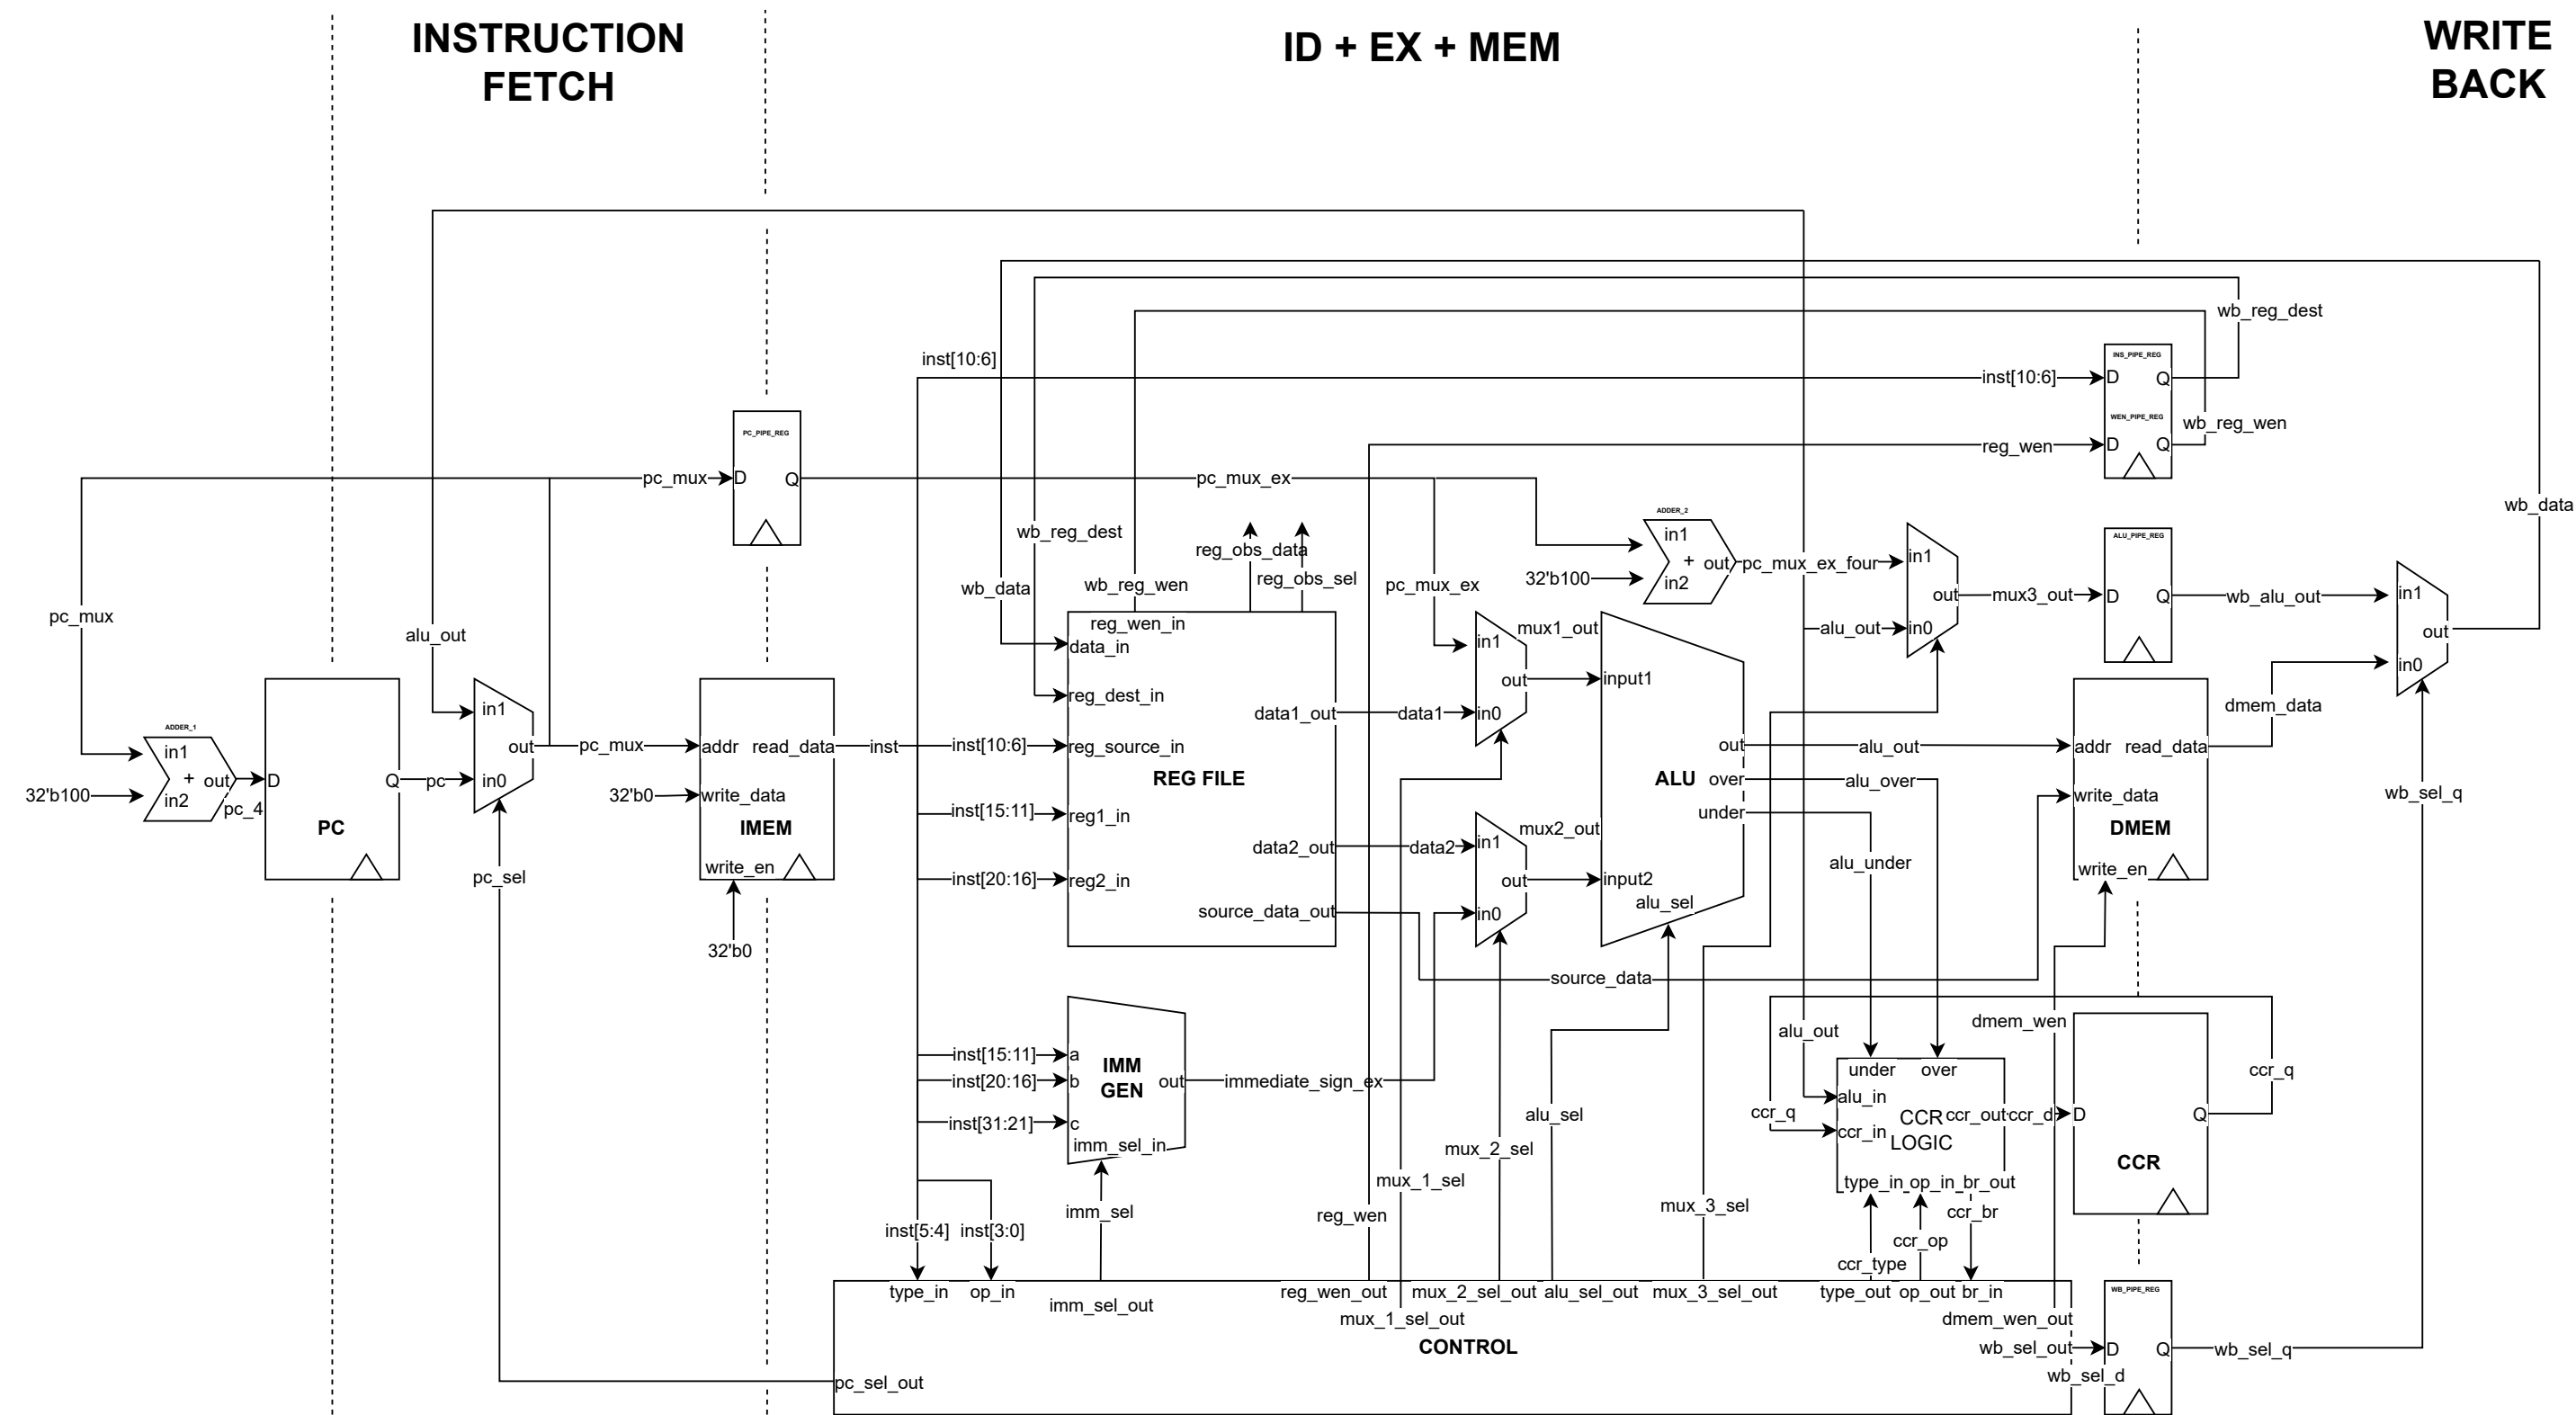 INSTRUCTION
FETCH
ID + EX + MEM
WRITE
BACK
wb_reg_dest
INS_PIPE_REG
inst[10:6]
inst[10:6]
D
Q
WEN_PIPE_REG
wb_reg_wen
reg_wen
D
Q
PC_PIPE_REG
pc_mux
D
Q
pc_mux_ex
wb_data
ADDER_2
in1
+
out
in2
32'b100
pc_mux_ex_four
in1
out
in0
alu_out
mux3_out
ALU_PIPE_REG
D
Q
wb_alu_out
in1
out
in0
wb_reg_dest
reg_obs_data
reg_obs_sel
wb_data
wb_reg_wen
pc_mux_ex
pc_mux
alu_out
ADDER_1
in1
+
out
in2
32'b100
pc_4
D
Q
PC
pc
in1
out
in0
pc_sel
pc_mux
addr
read_data
32'b0
write_data
IMEM
write_en
32'b0
inst
inst[10:6]
inst[15:11]
inst[20:16]
reg_wen_in
data_in
reg_dest_in
reg_source_in
REG FILE
reg1_in
reg2_in
data1_out
data2_out
source_data_out
data1
data2
in1
out
in0
mux1_out
in1
out
in0
mux2_out
input1
ALU
input2
alu_sel
out
over
under
alu_out
alu_over
alu_under
source_data
addr
read_data
write_data
DMEM
write_en
dmem_data
wb_sel_q
inst[15:11]
inst[20:16]
inst[31:21]
a
b
c
IMM
GEN
out
imm_sel_in
immediate_sign_ex
alu_out
dmem_wen
ccr_q
under
over
alu_in
ccr_in
CCR
LOGIC
ccr_out
ccr_d
type_in
op_in
br_out
D
Q
CCR
ccr_q
alu_sel
mux_2_sel
mux_1_sel
reg_wen
mux_3_sel
imm_sel
inst[5:4]
inst[3:0]
ccr_br
ccr_op
ccr_type
type_in
op_in
imm_sel_out
reg_wen_out
mux_1_sel_out
mux_2_sel_out
alu_sel_out
mux_3_sel_out
type_out
op_out
br_in
dmem_wen_out
CONTROL
wb_sel_out
wb_sel_d
pc_sel_out
WB_PIPE_REG
D
Q
wb_sel_q